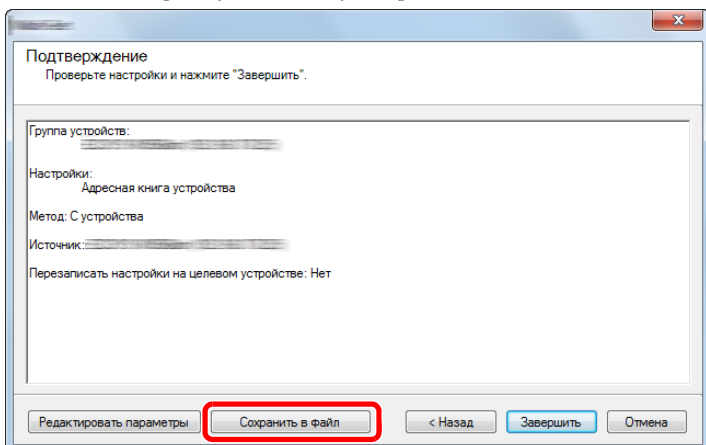 Подтверждение
Проверьте настройки и нажмите "Завершить".
Группа устройств:
Настройки:
Адресная книга устройства
Метод: С устройства
Источник:
Перезаписать настройки на целевом устройстве: Нет
Редактировать параметры Сохранить в файл < Назад Завершить Отмена